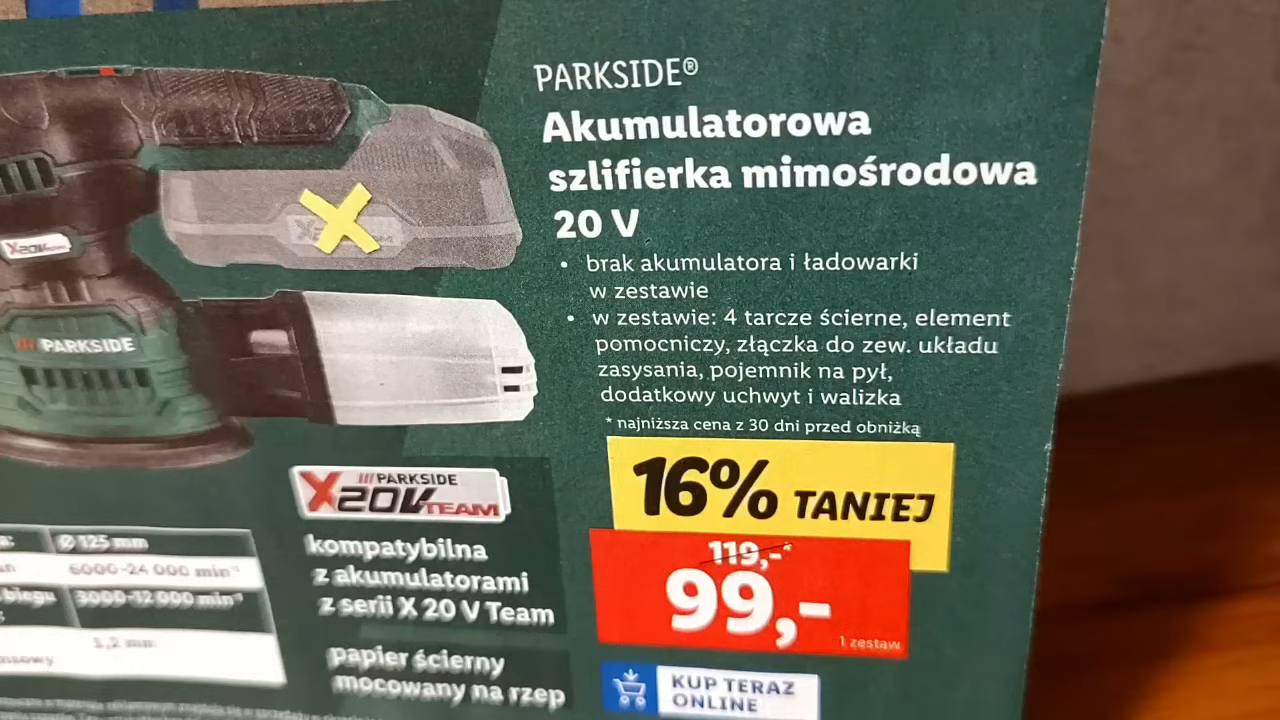 PARKSIDE®
Akumulatorowa
szlifierka mimośrodowa
20 V
• brak akumulatora i ładowarki
w zestawie
• w zestawie: 4 tarcze ścierne, element
pomocniczy, złączka do zew. układu
zasysania, pojemnik na pył,
dodatkowy uchwyt i walizka
* najniższa cena z 30 dni przed obniżką
16% TANIEJ
119,-*
99,-
1 zestaw
KUP TERAZ
ONLINE
X20V
PARKSIDE
PARKSIDE
X20V TEAM
kompatybilna
z akumulatorami
z serii X 20 V Team
papier ścierny
mocowany na rzep
Ø 125 mm
6000-24 000 min⁻¹
biegu 3000-12 000 min⁻¹
1,2 mm